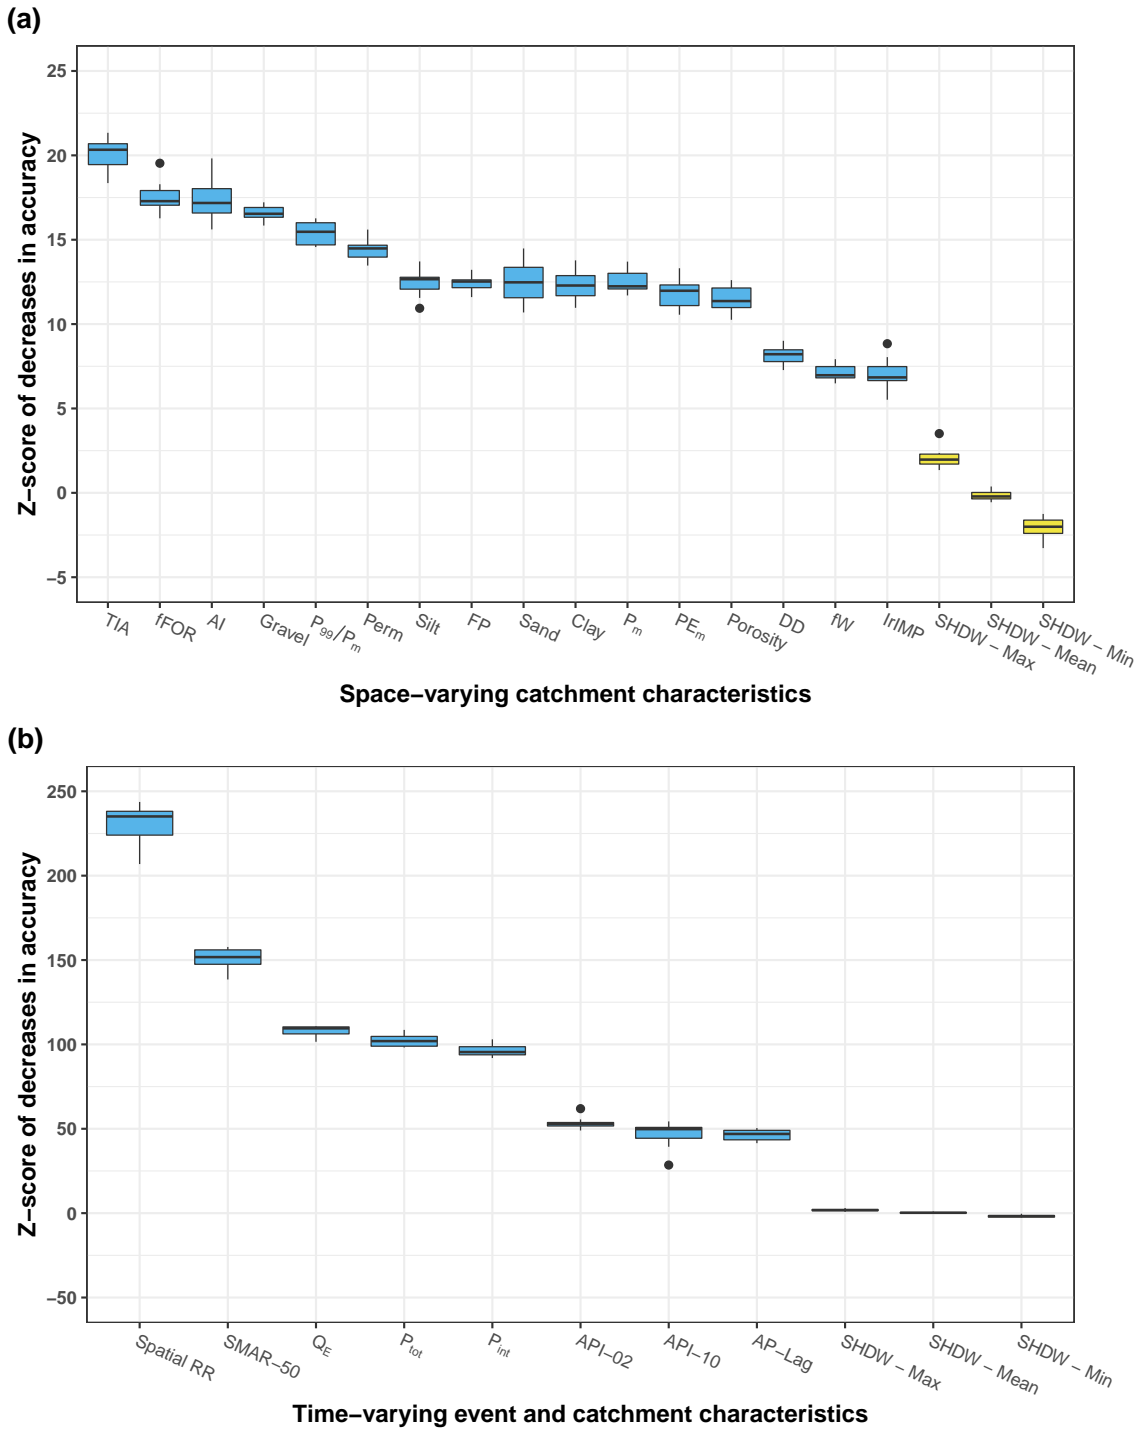 (a)
Z−score of decreases in accuracy
25
20
15
10
5
0
−5
TIA
fFOR
AI
Gravel
P99/Pm
Perm
Silt
FP
Sand
Clay
Pm
PEm
Porosity
DD
fW
IrIMP
SHDW − Max
SHDW − Mean
SHDW − Min
Space−varying catchment characteristics
(b)
Z−score of decreases in accuracy
250
200
150
100
50
0
−50
Spatial RR
SMAR−50
QE
Ptot
Pint
API−02
API−10
AP−Lag
SHDW − Max
SHDW − Mean
SHDW − Min
Time−varying event and catchment characteristics